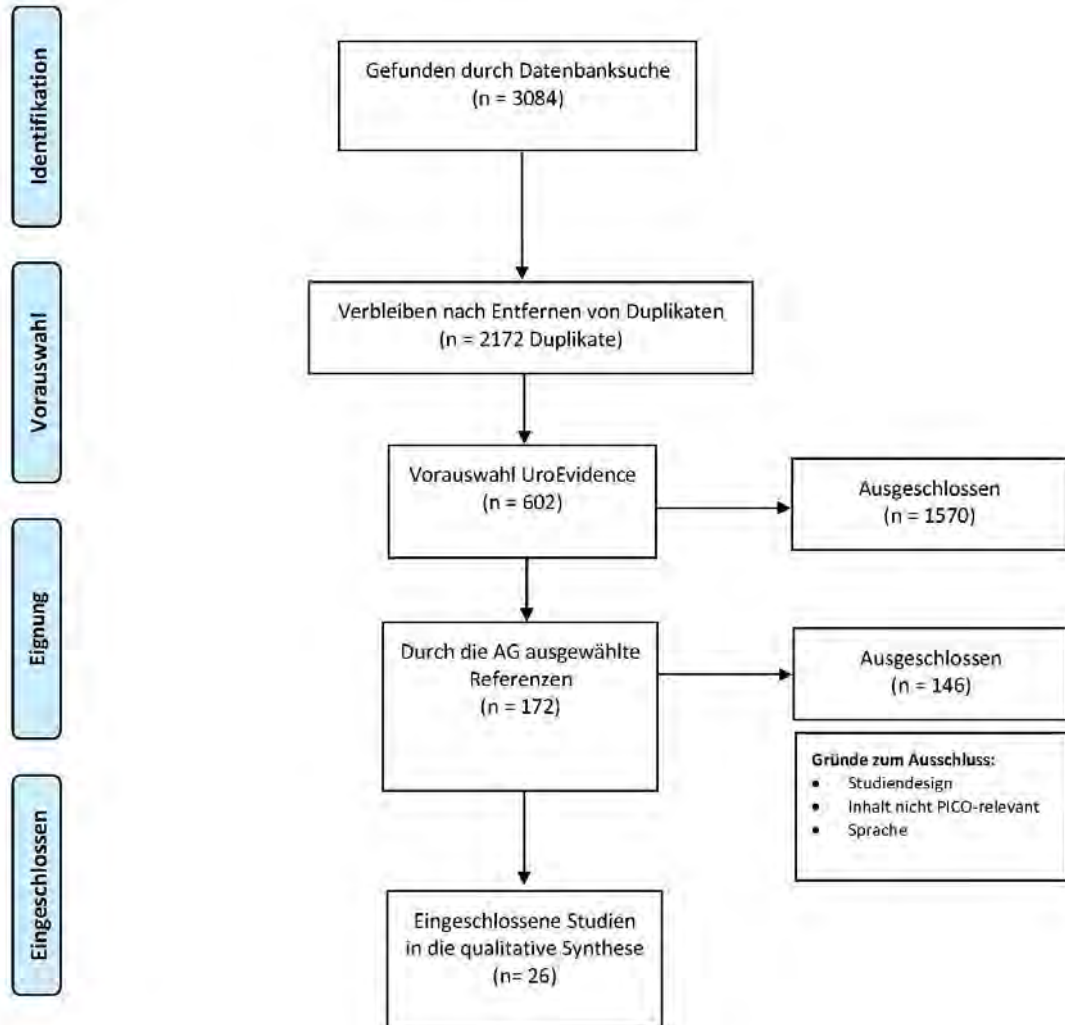 Identifikation
Gefunden durch Datenbanksuche
(n = 3084)
Vorauswahl
Verbleiben nach Entfernen von Duplikaten
(n = 2172 Duplikate)
Vorauswahl UroEvidence
(n = 602)
Ausgeschlossen
(n = 1570)
Eignung
Durch die AG ausgewählte
Referenzen
(n = 172)
Ausgeschlossen
(n = 146)
Gründe zum Ausschluss:
• Studiendesign
• Inhalt nicht PICO-relevant
• Sprache
Eingeschlossen
Eingeschlossene Studien
in die qualitative Synthese
(n= 26)